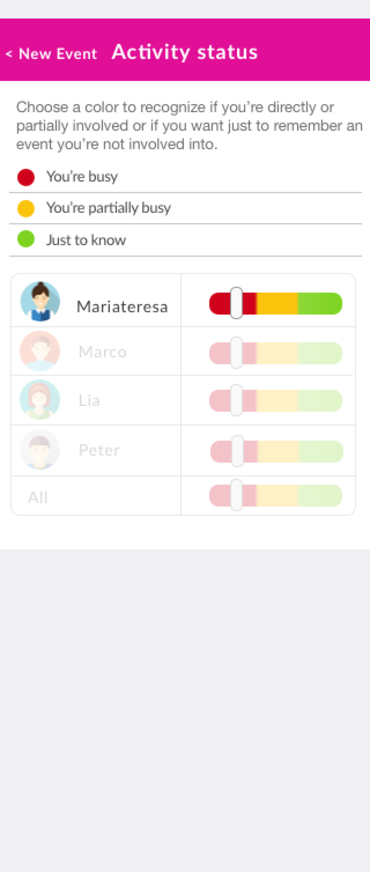 < New Event Activity status
Choose a color to recognize if you're directly or
partially involved or if you want just to remember an
event you're not involved into.
You're busy
You're partially busy
Just to know
Mariateresa
Marco
Lia
Peter
All